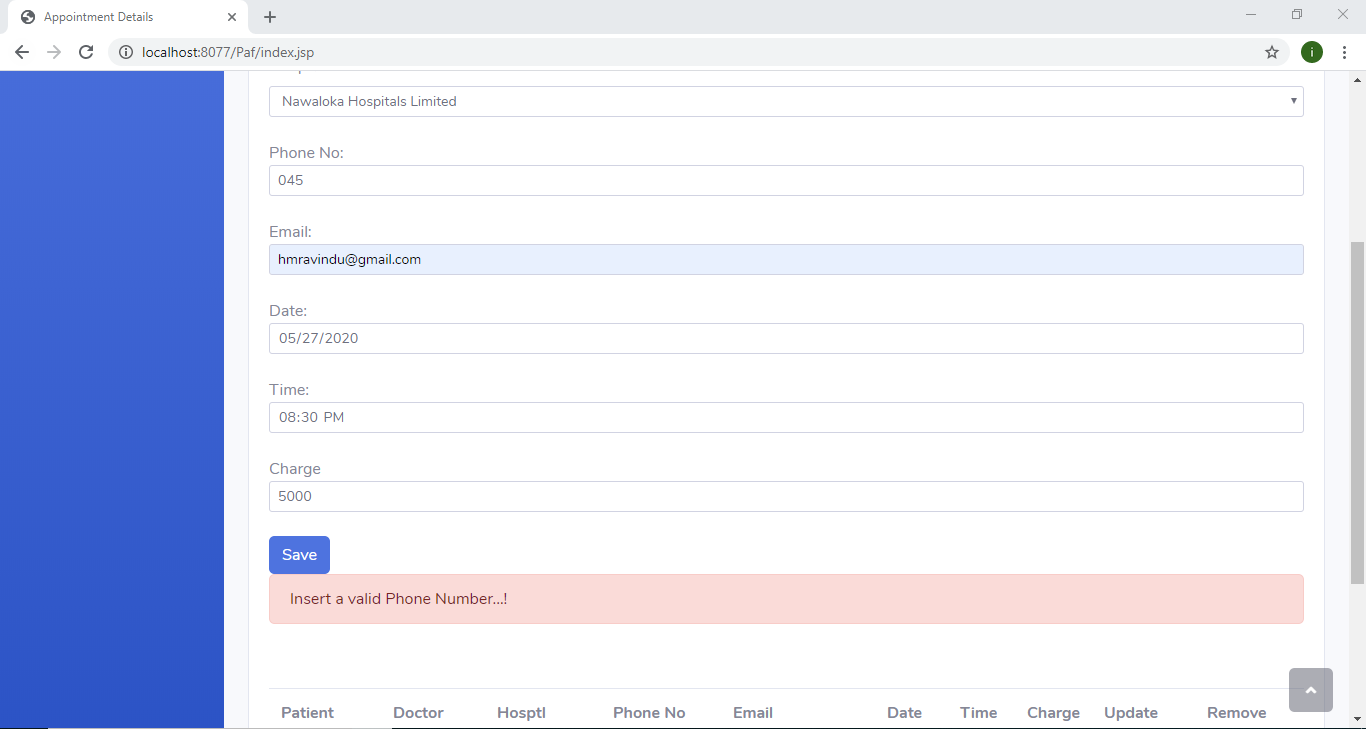 Appointment Details
localhost:8077/Paf/index.jsp
i
Nawaloka Hospitals Limited
Phone No:
045
Email:
hmravindu@gmail.com
Date:
05/27/2020
Time:
08:30 PM
Charge
5000
Save
Insert a valid Phone Number...!
Patient Doctor Hosptl Phone No Email Date Time Charge Update Remove